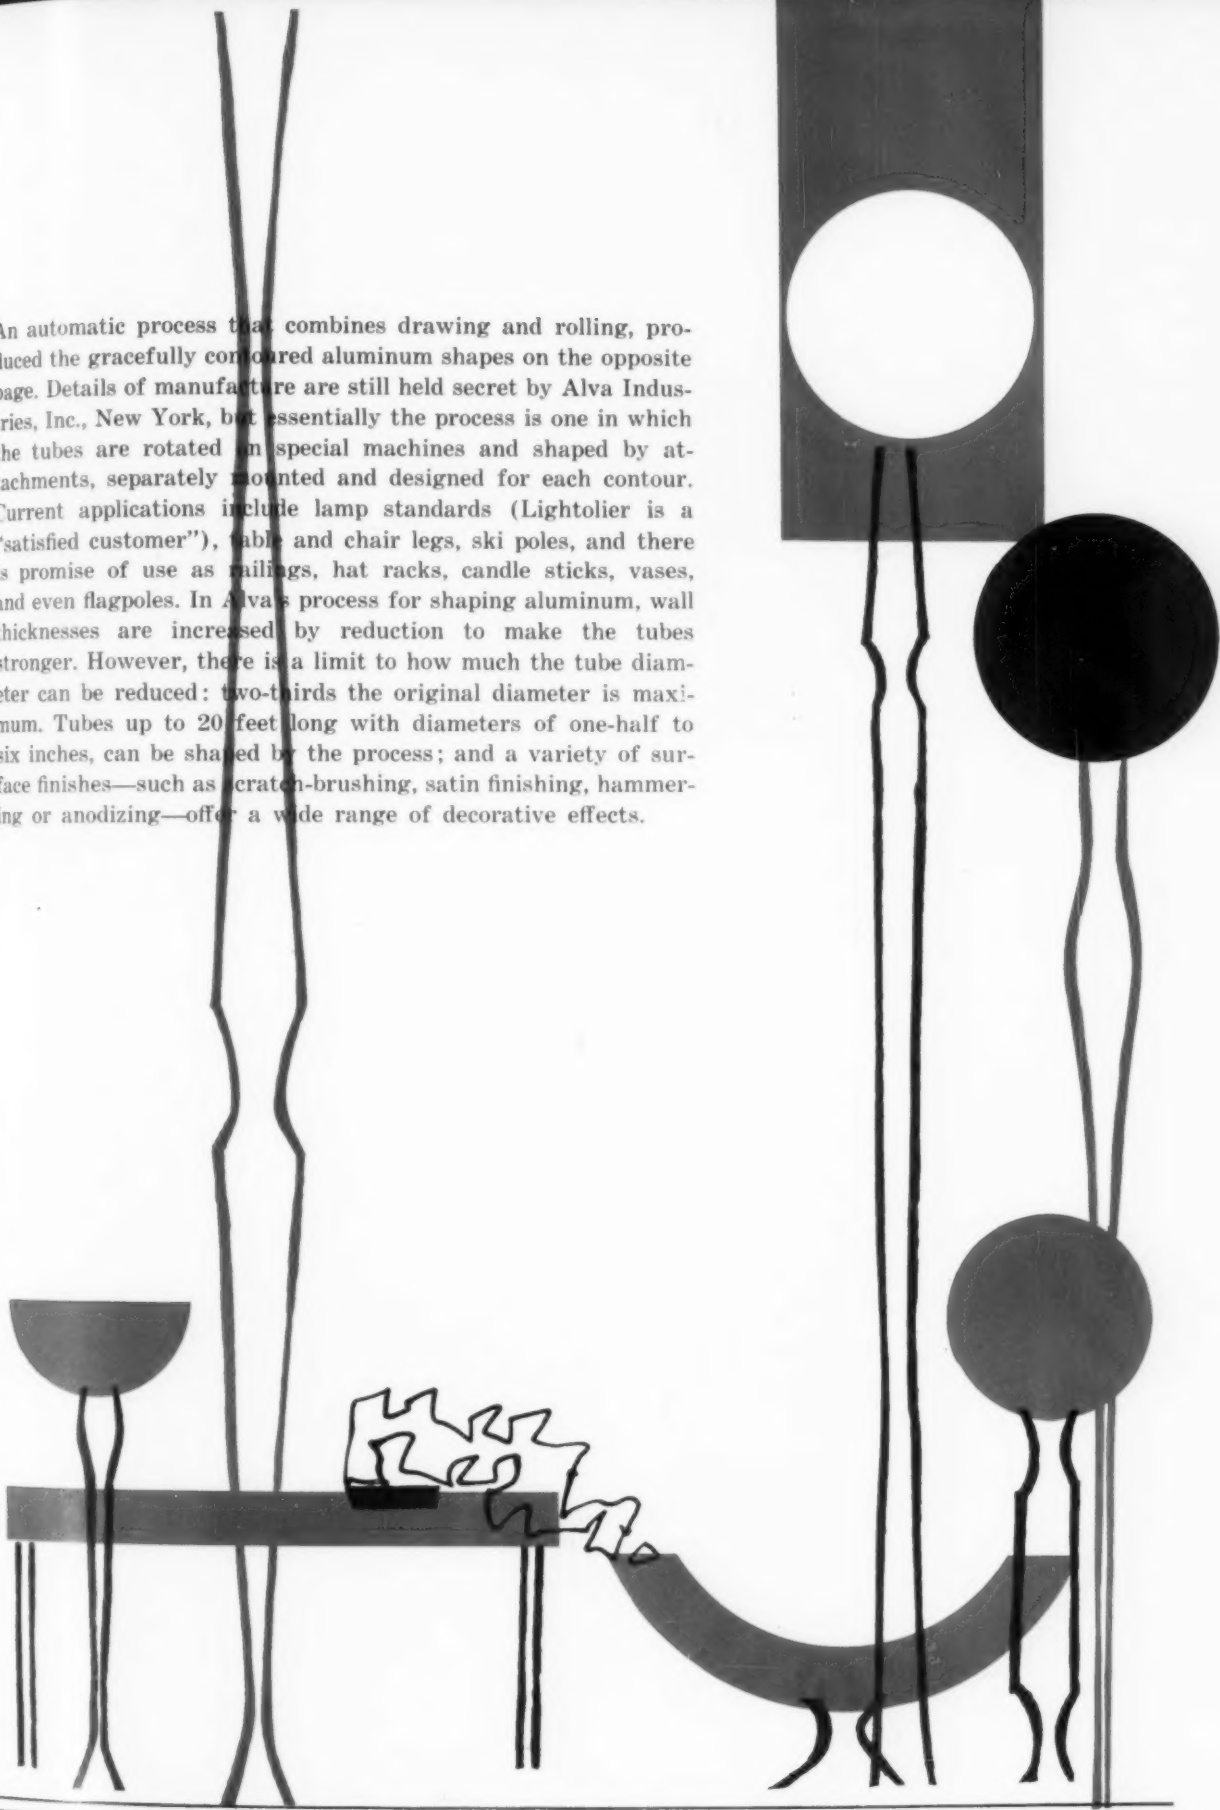 An automatic process that combines drawing and rolling, pro-
duced the gracefully contoured aluminum shapes on the opposite
page. Details of manufacture are still held secret by Alva Indus-
tries, Inc., New York, but essentially the process is one in which
the tubes are rotated in special machines and shaped by at-
tachments, separately mounted and designed for each contour.
Current applications include lamp standards (Lightolier is a
"satisfied customer"), table and chair legs, ski poles, and there
is promise of use as railings, hat racks, candle sticks, vases,
and even flagpoles. In Alva's process for shaping aluminum, wall
thicknesses are increased by reduction to make the tubes
stronger. However, there is a limit to how much the tube diam-
eter can be reduced: two-thirds the original diameter is maxi-
mum. Tubes up to 20 feet long with diameters of one-half to
six inches, can be shaped by the process; and a variety of sur-
face finishes—such as scratch-brushing, satin finishing, hammer-
ing or anodizing—offer a wide range of decorative effects.